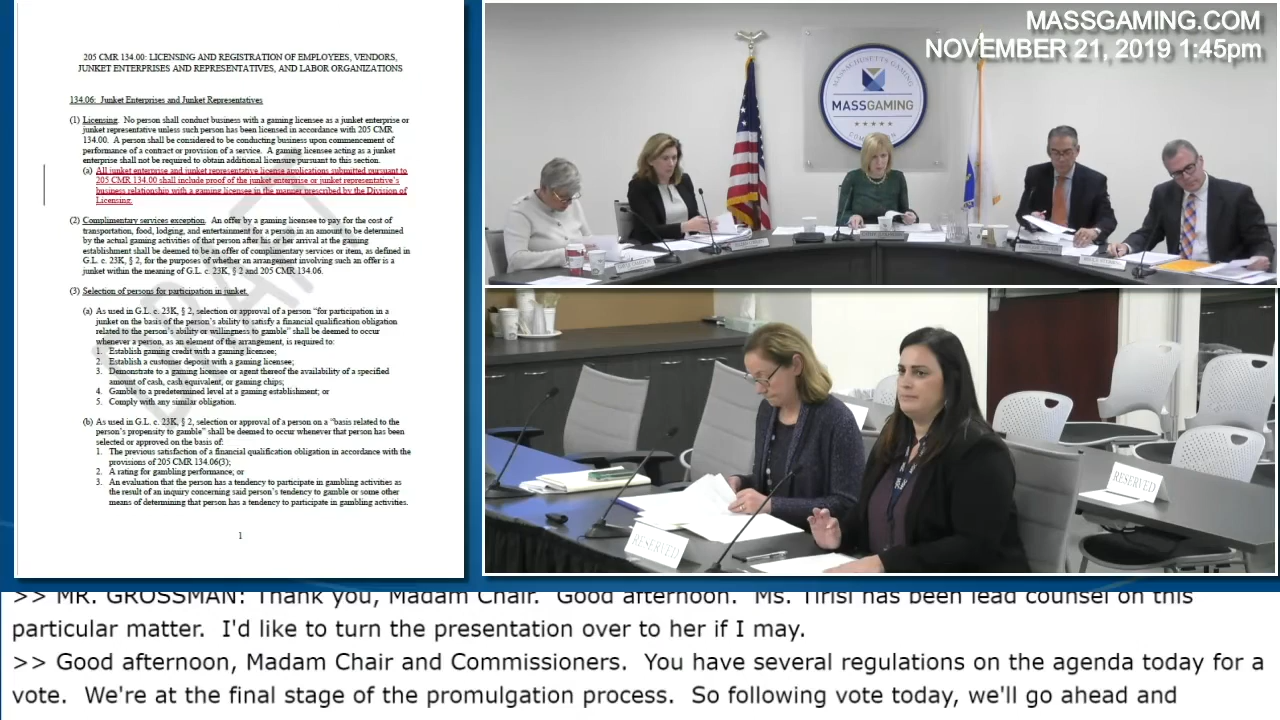 205 CMR 134.00: LICENSING AND REGISTRATION OF EMPLOYEES, VENDORS,
JUNKET ENTERPRISES AND REPRESENTATIVES, AND LABOR ORGANIZATIONS
134.06: Junket Enterprises and Junket Representatives
(1) Licensing. No person shall conduct business with a gaming licensee as a junket enterprise or
junket representative unless such person has been licensed in accordance with 205 CMR
134.00. A person shall be considered to be conducting business upon commencement of
performance of a contract or provision of a service. A gaming licensee acting as a junket
enterprise shall not be required to obtain additional licensure pursuant to this section.
(a) All junket enterprise and junket representative license applications submitted pursuant to
205 CMR 134.00 shall include proof of the junket enterprise or junket representative's
business relationship with a gaming licensee in the manner prescribed by the Division of
Licensing.
(2) Complimentary services exception. An offer by a gaming licensee to pay for the cost of
transportation, food, lodging, and entertainment for a person in an amount to be determined
by the actual gaming activities of that person after his or her arrival at the gaming
establishment shall be deemed to be an offer of complimentary services or item, as defined in
G.L. c. 23K, § 2, for the purposes of whether an arrangement involving such an offer is a
junket within the meaning of G.L. c. 23K, § 2 and 205 CMR 134.06.
(3) Selection of persons for participation in junket.
(a) As used in G.L. c. 23K, § 2, selection or approval of a person "for participation in a
junket on the basis of the person's ability to satisfy a financial qualification obligation
related to the person's ability or willingness to gamble" shall be deemed to occur
whenever a person, as an element of the arrangement, is required to:
1. Establish gaming credit with a gaming licensee;
2. Establish a customer deposit with a gaming licensee;
3. Demonstrate to a gaming licensee or agent thereof the availability of a specified
amount of cash, cash equivalent, or gaming chips;
4. Gamble to a predetermined level at a gaming establishment; or
5. Comply with any similar obligation.
(b) As used in G.L. c. 23K, § 2, selection or approval of a person on a "basis related to the
person's propensity to gamble" shall be deemed to occur whenever that person has been
selected or approved on the basis of:
1. The previous satisfaction of a financial qualification obligation in accordance with the
provisions of 205 CMR 134.06(3);
2. A rating for gambling performance; or
3. An evaluation that the person has a tendency to participate in gambling activities as
the result of an inquiry concerning said person's tendency to gamble or some other
means of determining that person has a tendency to participate in gambling activities.
1
DRAFT
MASSGAMING.COM
NOVEMBER 21, 2019 1:45pm
MASSACHUSETTS GAMING
MASSGAMING
RESERVED
RESERVED
>> MR. GROSSMAN: Thank you, Madam Chair. Good afternoon. Ms. Tirisi has been lead counsel on this
particular matter. I'd like to turn the presentation over to her if I may.
>> Good afternoon, Madam Chair and Commissioners. You have several regulations on the agenda today for a
vote. We're at the final stage of the promulgation process. So following vote today, we'll go ahead and